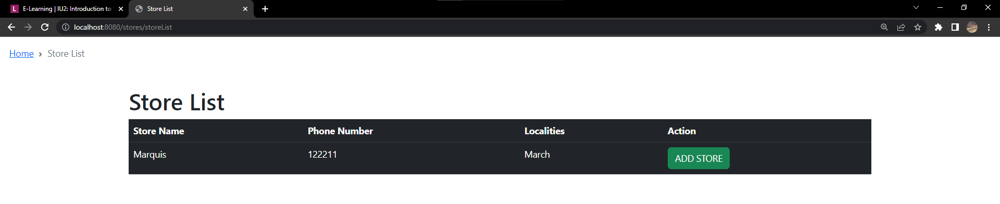 L E-Learning | IU2: Introduction to
Store List
localhost:8080/stores/storeList
Home › Store List
Store List
Store Name Phone Number Localities Action
Marquis 122211 March ADD STORE